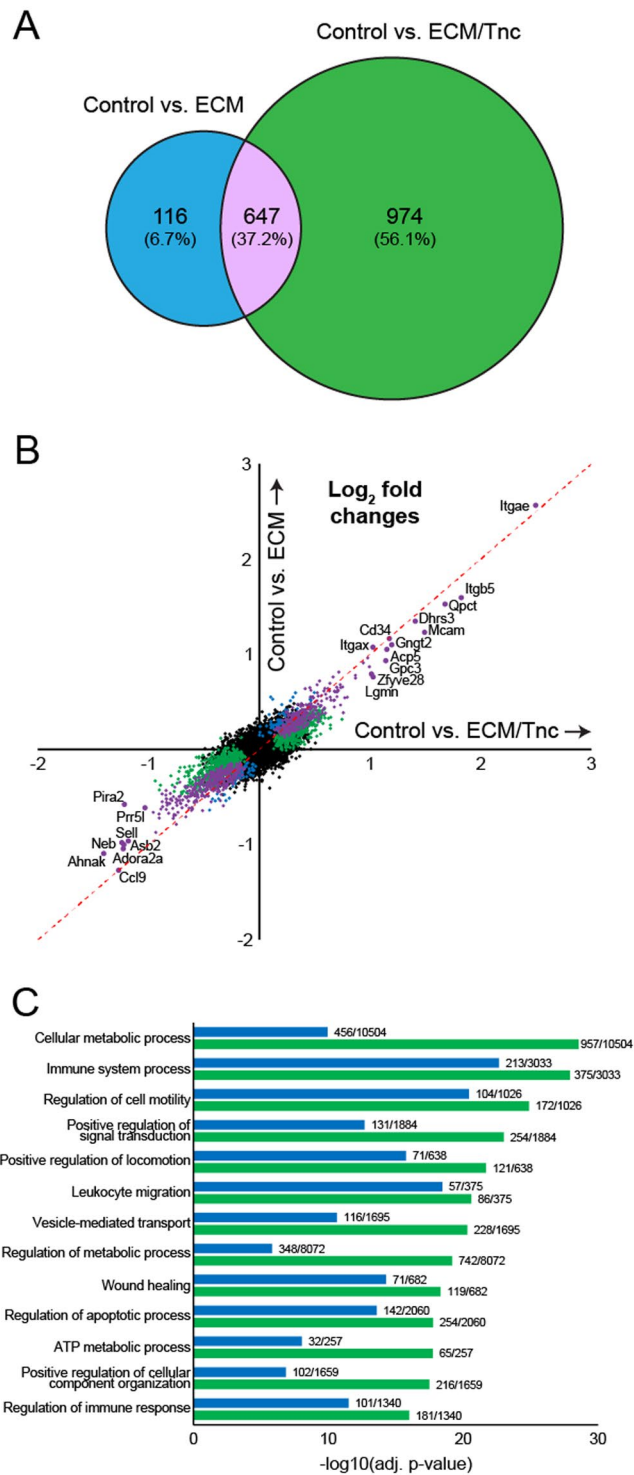 A
Control vs. ECM/Tnc
Control vs. ECM
116
(6.7%)
647
(37.2%)
974
(56.1%)
B
Log2 fold
changes
Control vs. ECM →
Control vs. ECM/Tnc →
3
2
1
-1
-2
-2
-1
1
2
3
Itgae
Itgb5
Qpct
Dhrs3
Mcam
Cd34
Gngt2
Itgax
Acp5
Gpc3
Zfyve28
Lgmn
Pira2
Prr5l
Sell
Neb
Asb2
Ahnak
Adora2a
Ccl9
C
Cellular metabolic process
456/10504
957/10504
Immune system process
213/3033
375/3033
Regulation of cell motility
104/1026
172/1026
Positive regulation of
signal transduction
131/1884
254/1884
Positive regulation of locomotion
71/638
121/638
Leukocyte migration
57/375
86/375
Vesicle-mediated transport
116/1695
228/1695
Regulation of metabolic process
348/8072
742/8072
Wound healing
71/682
119/682
Regulation of apoptotic process
142/2060
254/2060
ATP metabolic process
32/257
65/257
Positive regulation of cellular
component organization
102/1659
216/1659
Regulation of immune response
101/1340
181/1340
0
10
20
30
-log10(adj. p-value)